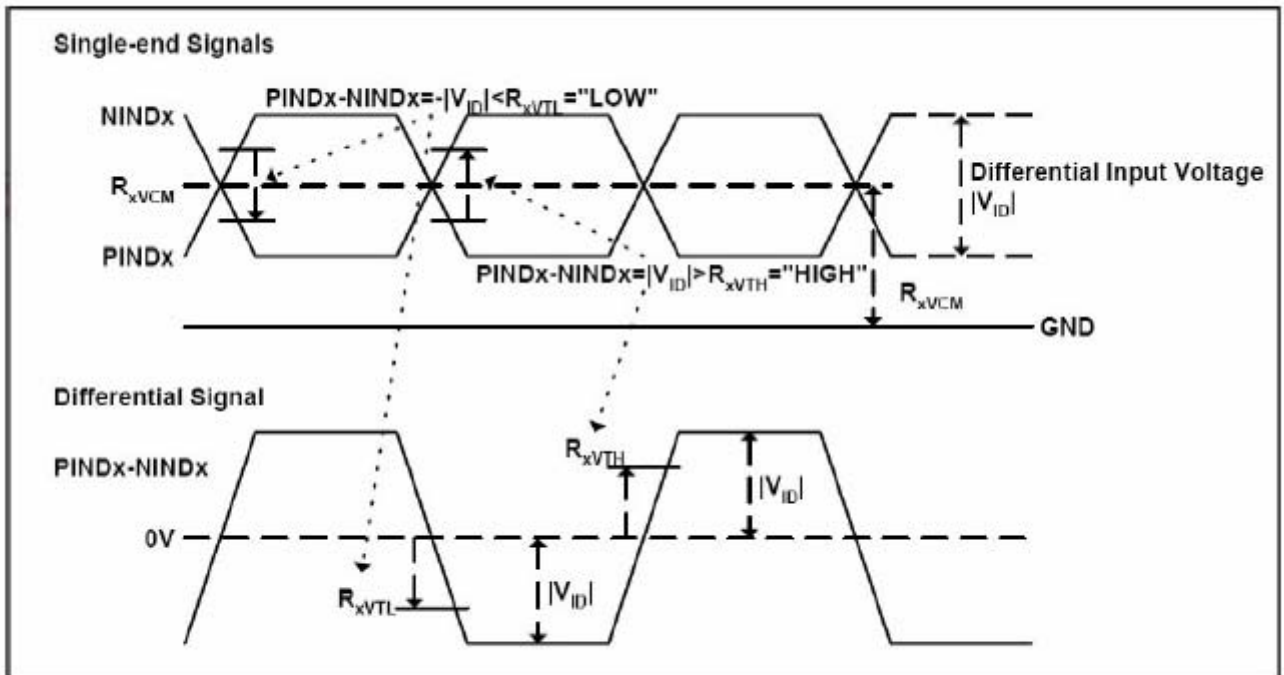 Single-end Signals
PINDx-NINDx=-|VID|<RxVTL="LOW"
NINDx
RxVCM
Differential Input Voltage
|VID|
PINDx
PINDx-NINDx=|VID|>RxVTH="HIGH"
RxVCM
GND
Differential Signal
RxVTH
PINDx-NINDx
|VID|
0V
RxVTL
|VID|